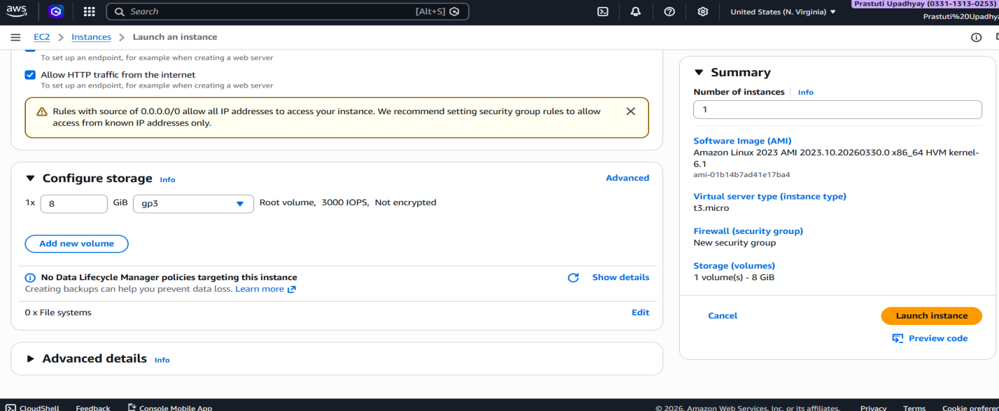 aws
Search [Alt+S]
United States (N. Virginia)
Prastuti Upadhyay (0331-1313-0253)
EC2 > Instances > Launch an instance
To set up an endpoint, for example when creating a web server
Allow HTTP traffic from the internet
To set up an endpoint, for example when creating a web server
Rules with source of 0.0.0.0/0 allow all IP addresses to access your instance. We recommend setting security group rules to allow
access from known IP addresses only.
Configure storage Info
Advanced
1x 8 GiB gp3 Root volume, 3000 IOPS, Not encrypted
Add new volume
No Data Lifecycle Manager policies targeting this instance
Show details
Creating backups can help you prevent data loss. Learn more
0 x File systems
Edit
Advanced details Info
Summary
Number of instances Info
1
Software Image (AMI)
Amazon Linux 2023 AMI 2023.10.20260330.0 x86_64 HVM kernel-
6.1
ami-01b14b7ad41e17ba4
Virtual server type (instance type)
t3.micro
Firewall (security group)
New security group
Storage (volumes)
1 volume(s) - 8 GiB
Cancel
Launch instance
Preview code
CloudShell Feedback Console Mobile App
© 2026, Amazon Web Services, Inc. or its affiliates. Privacy Terms Cookie